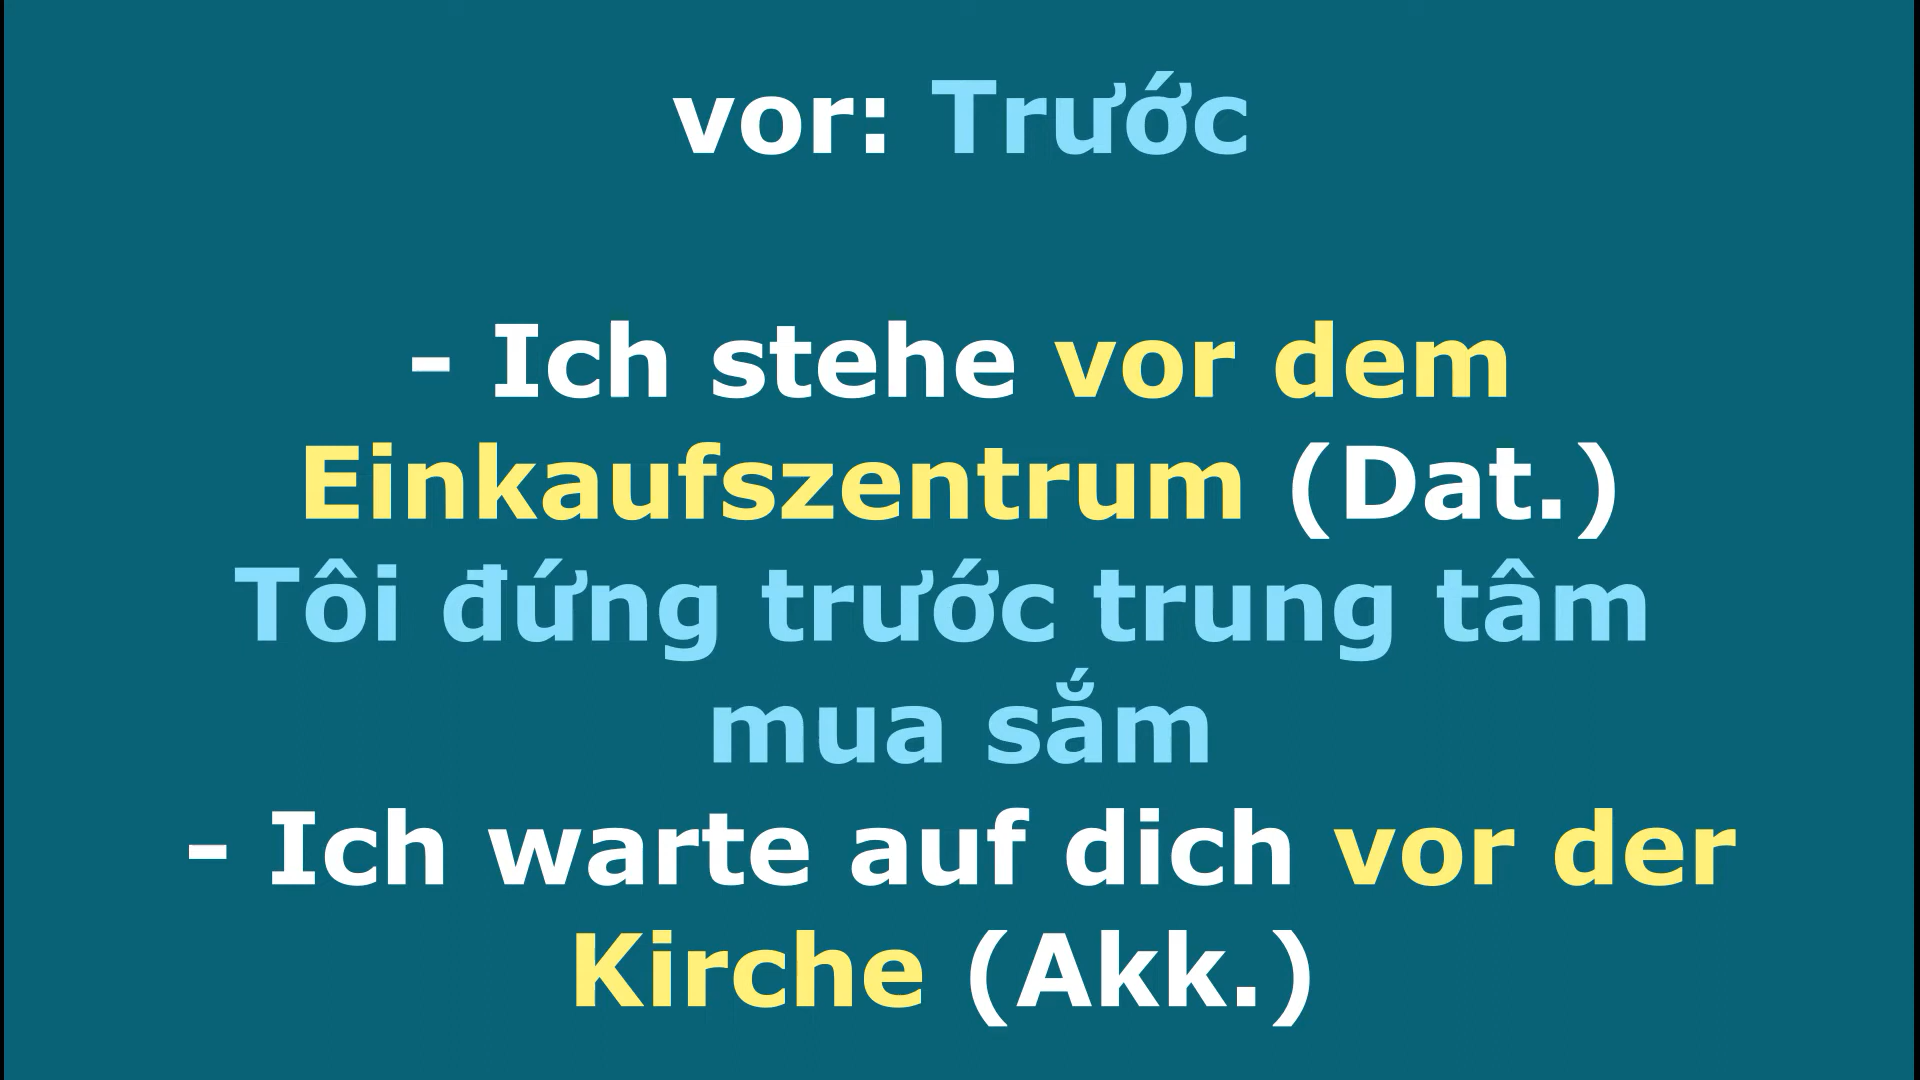 vor: Trước
- Ich stehe vor dem
Einkaufszentrum (Dat.)
Tôi đứng trước trung tâm
mua sắm
- Ich warte auf dich vor der
Kirche (Akk.)